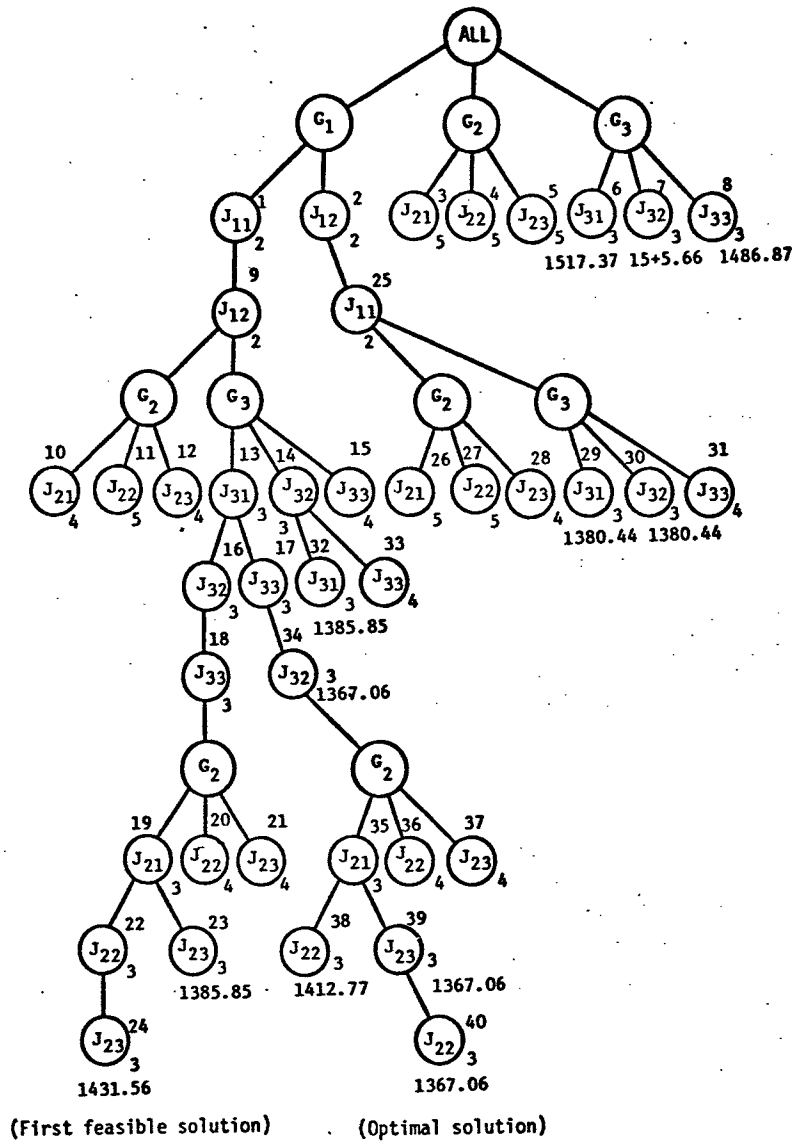 ALL
G1 G2 G3
1 2 3 4 5 6 7 8
J11 J12 J21 J22 J23 J31 J32 J33
2 2 5 5 5 3 3 3
1517.37 15+5.66 1486.87
9 25
J12 J11
2 2
G2 G3 G2 G3
10 11 12 13 14 15 26 27 28 29 30 31
J21 J22 J23 J31 J32 J33 J21 J22 J23 J31 J32 J33
4 5 4 3 3 4 5 5 4 3 3 4
1380.44 1380.44
16 17 32 33
J32 J33 J31 J33
3 3 3 4
1385.85
18 34
J33 J32
3 3
1367.06
G2 G2
19 20 21 35 36 37
J21 J22 J23 J21 J22 J23
3 4 4 3 4 4
22 23 38 39
J22 J23 J22 J23
3 3 3 3
1385.85 1412.77 1367.06
24 40
J23 J22
3 3
1431.56 1367.06
(First feasible solution) (Optimal solution)